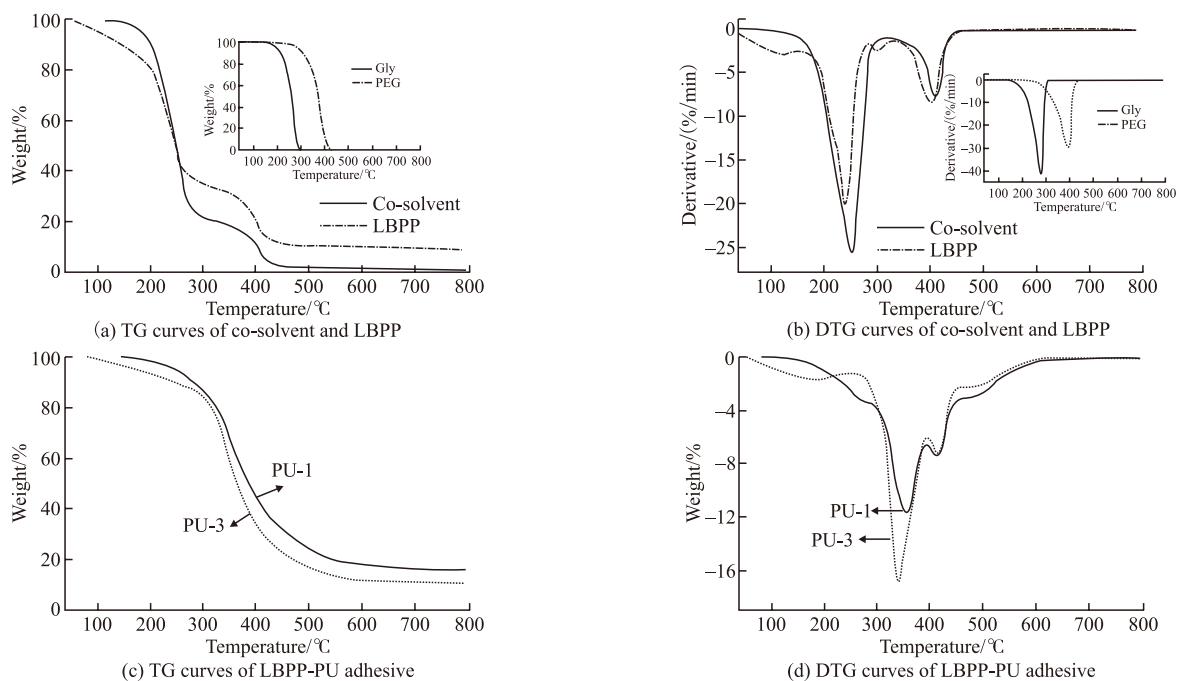 100
80
60
40
20
0
Weight/%
100
80
60
40
20
0
Weight/%
Gly
PEG
100 200 300 400 500 600 700 800
Temperature/℃
Co-solvent
LBPP
100 200 300 400 500 600 700 800
Temperature/℃
(a) TG curves of co-solvent and LBPP
0
−5
−10
−15
−20
−25
Derivative/(%/min)
0
−10
−20
−30
−40
Derivative/(%/min)
Gly
PEG
100 200 300 400 500 600 700 800
Temperature/℃
Co-solvent
LBPP
100 200 300 400 500 600 700 800
Temperature/℃
(b) DTG curves of co-solvent and LBPP
100
80
60
40
20
0
Weight/%
PU-1
PU-3
100 200 300 400 500 600 700 800
Temperature/℃
(c) TG curves of LBPP-PU adhesive
0
−4
−8
−12
−16
Weight/%
PU-1
PU-3
100 200 300 400 500 600 700 800
Temperature/℃
(d) DTG curves of LBPP-PU adhesive